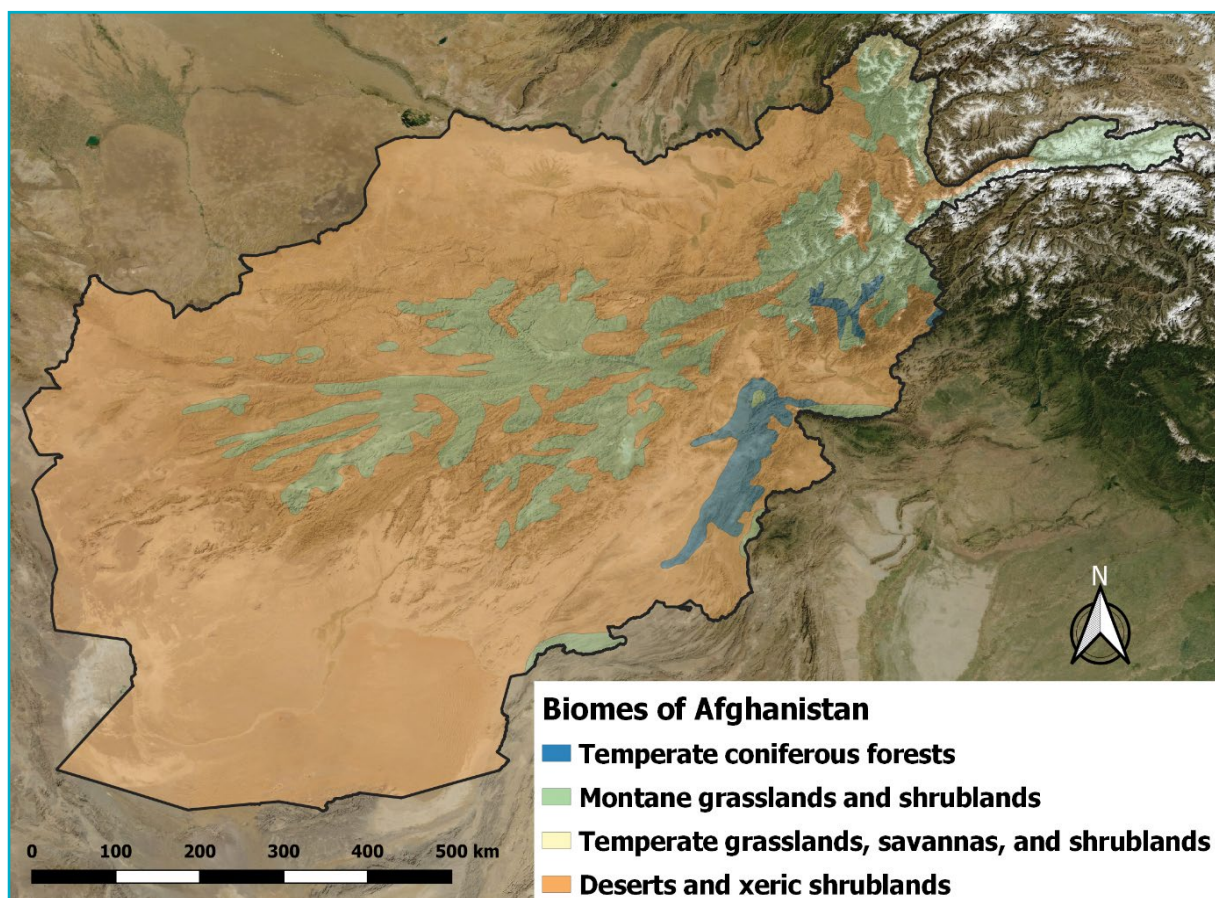 N
Biomes of Afghanistan
Temperate coniferous forests
Montane grasslands and shrublands
Temperate grasslands, savannas, and shrublands
Deserts and xeric shrublands
0 100 200 300 400 500 km